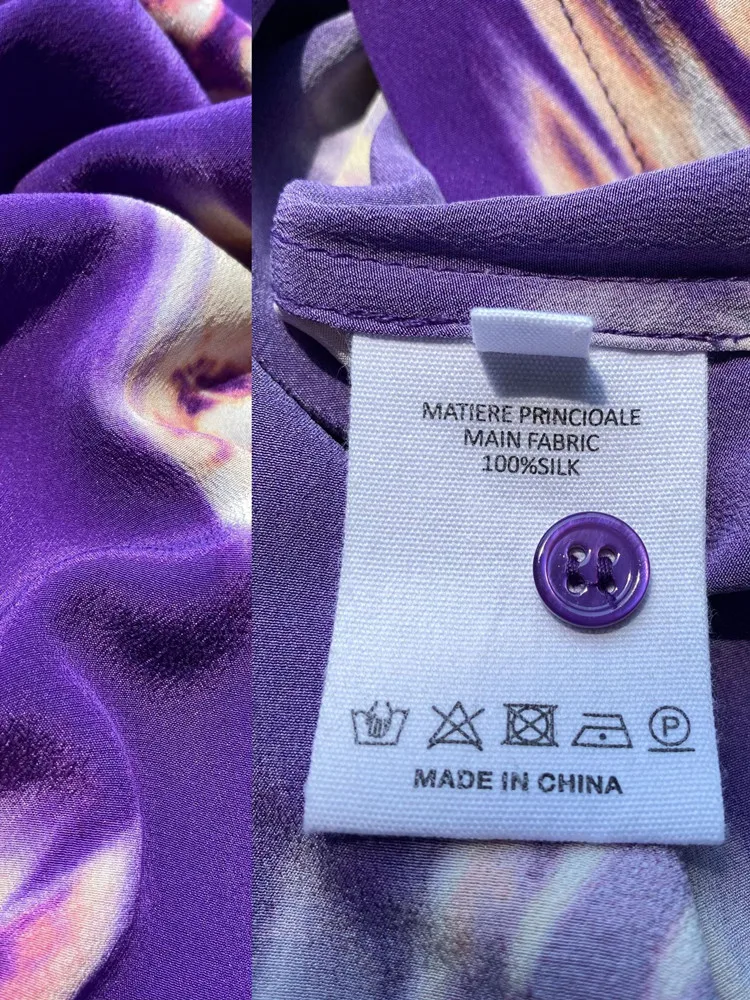 MATIERE PRINCIOALE
MAIN FABRIC
100%SILK
P
MADE IN CHINA